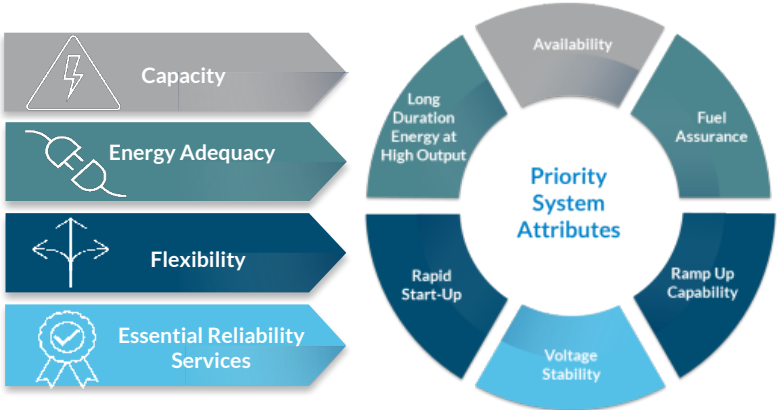 Capacity
Energy Adequacy
Flexibility
Essential Reliability
Services
Availability
Fuel
Assurance
Ramp Up
Capability
Voltage
Stability
Rapid
Start-Up
Long
Duration
Energy at
High Output
Priority
System
Attributes